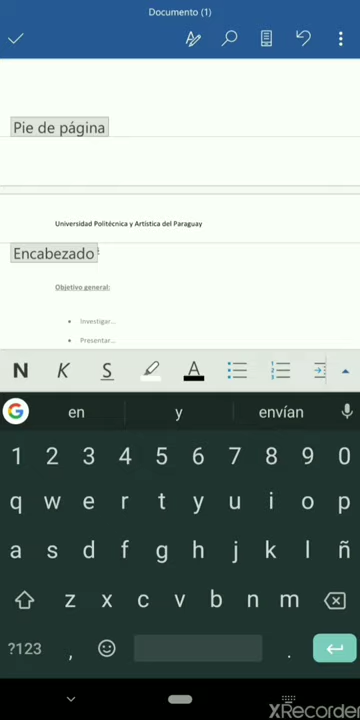 Documento (1)
Pie de página
Universidad Politécnica y Artística del Paraguay
Encabezado
Objetivo general:
• Investigar...
• Presentar...
N K S A
G en y envían
1 2 3 4 5 6 7 8 9 0
q w e r t y u i o p
a s d f g h j k l ñ
z x c v b n m
?123 , .
XRecorder